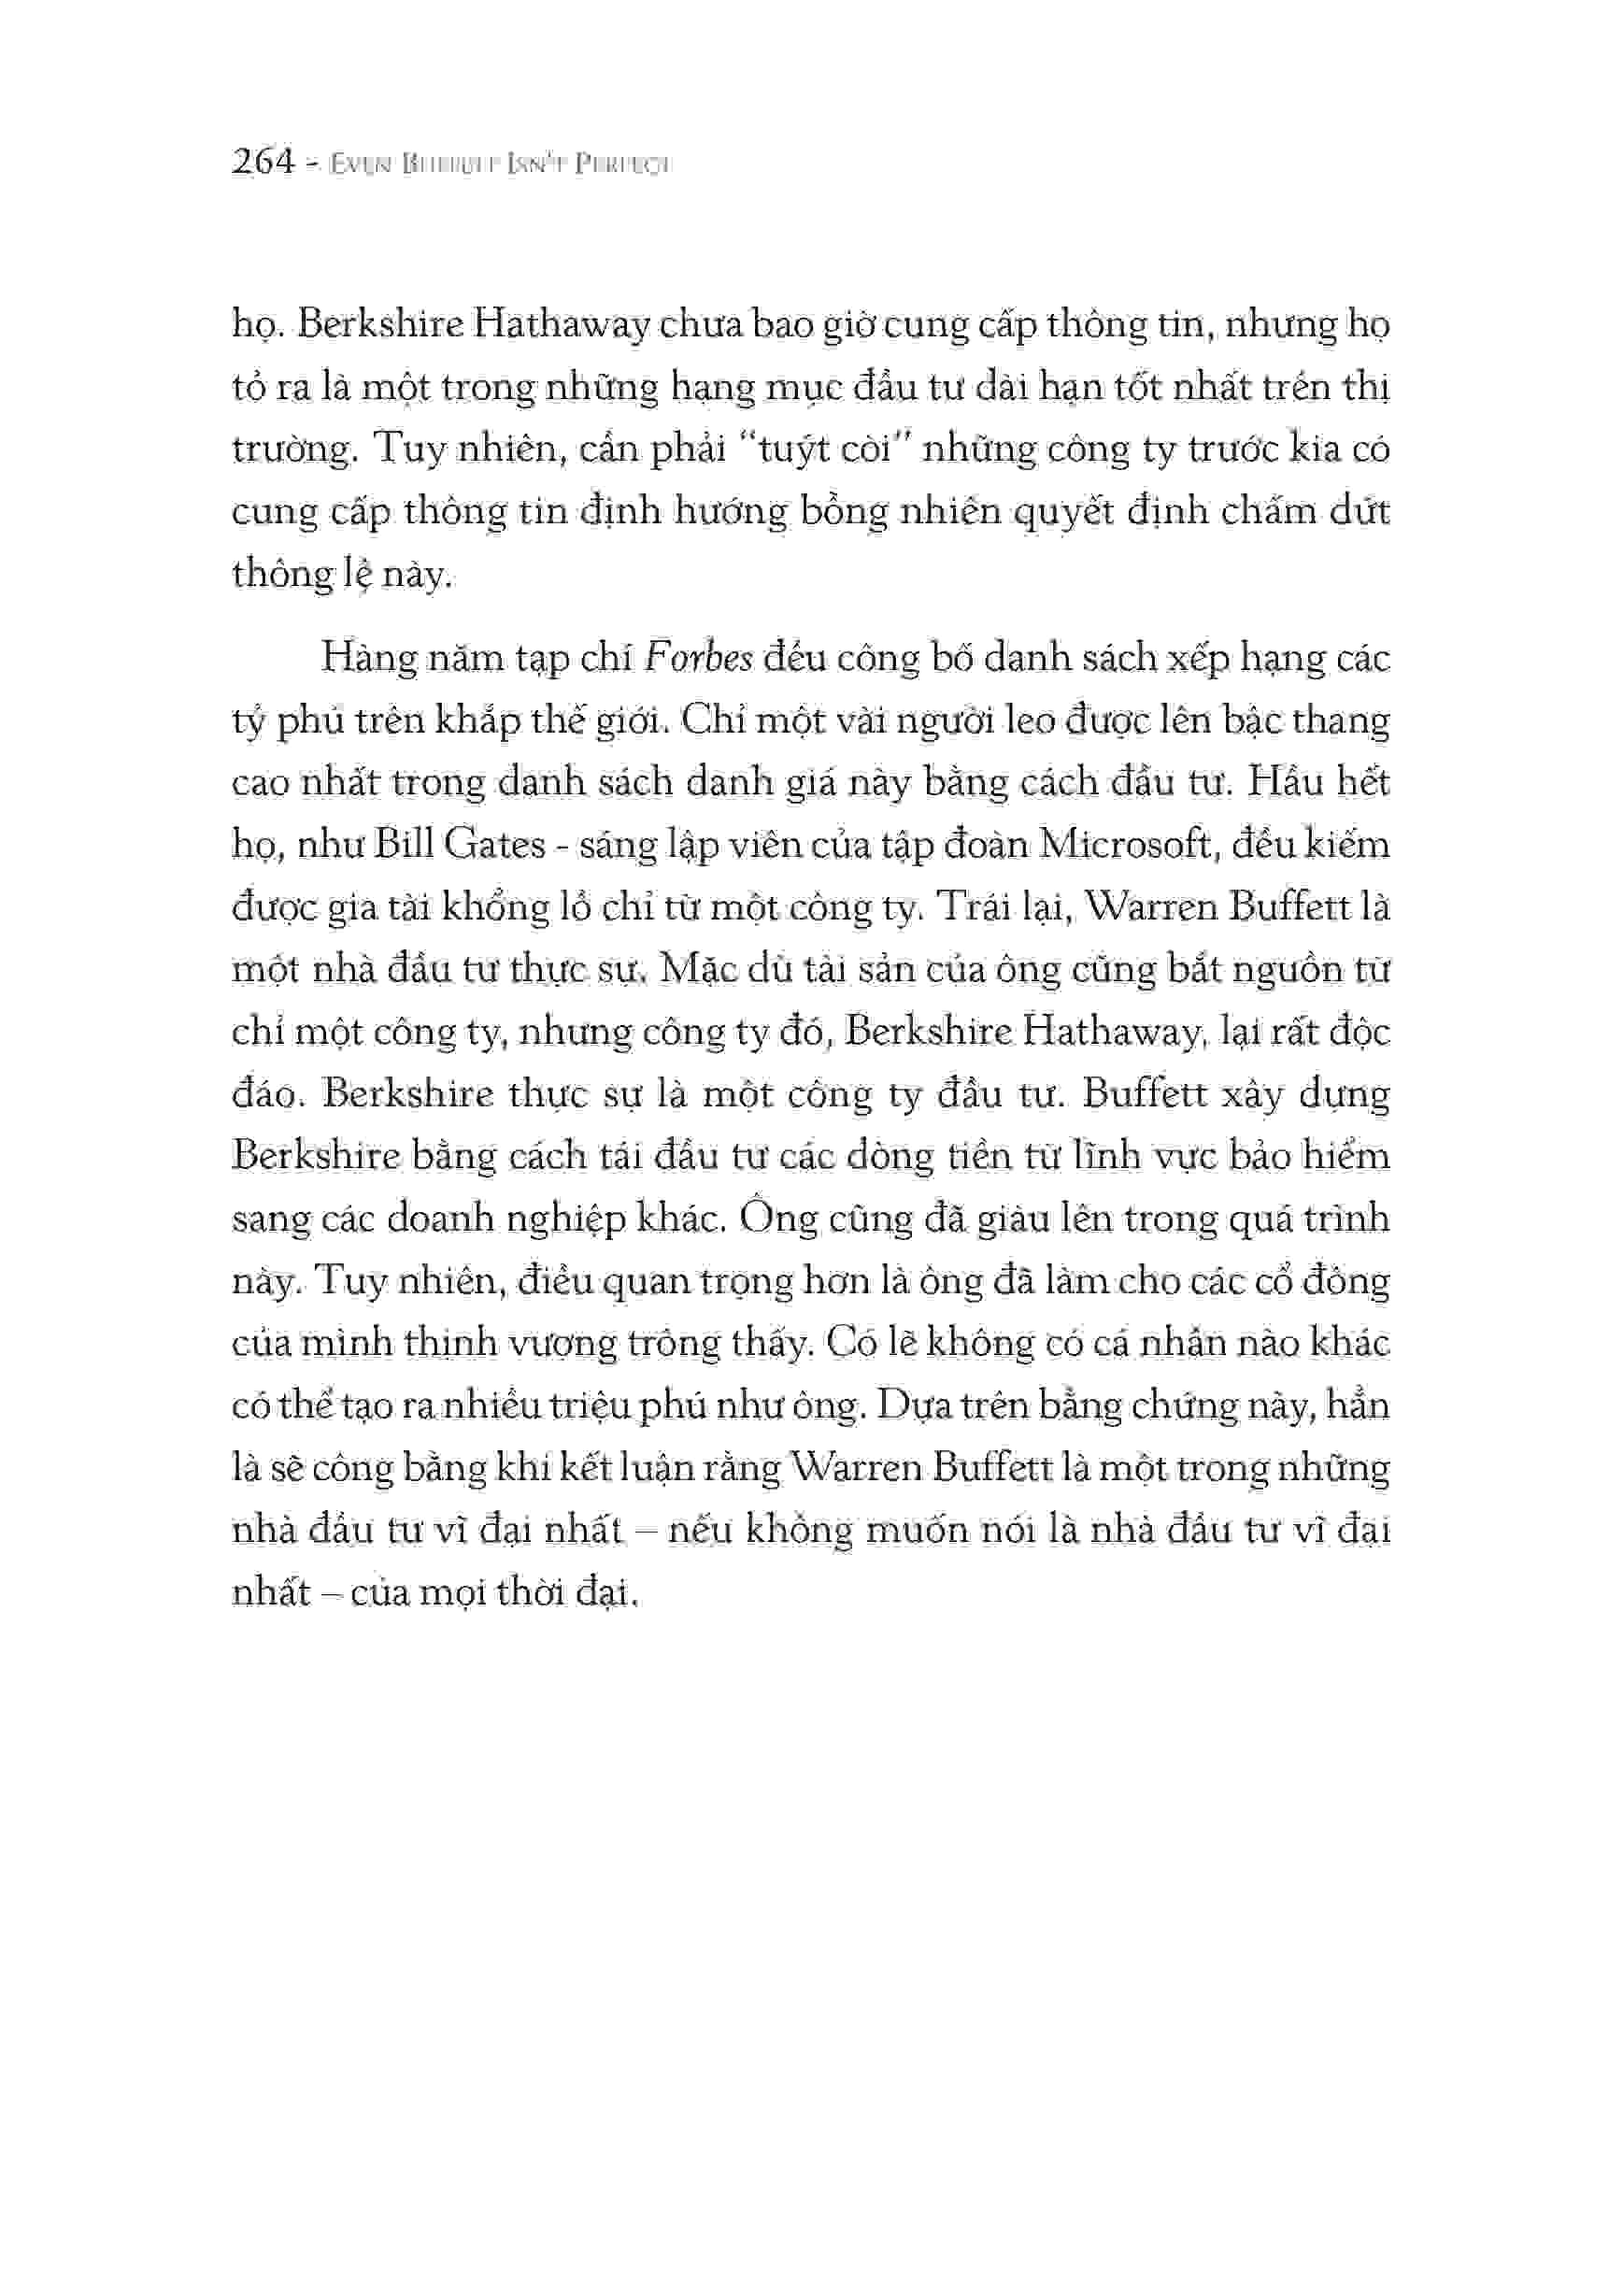 264 - EVEN BUFFETT ISN'T PERFECT
họ. Berkshire Hathaway chưa bao giờ cung cấp thông tin, nhưng họ
tỏ ra là một trong những hạng mục đầu tư dài hạn tốt nhất trên thị
trường. Tuy nhiên, cần phải “tuýt còi” những công ty trước kia có
cung cấp thông tin định hướng bỗng nhiên quyết định chấm dứt
thông lệ này.
Hàng năm tạp chí Forbes đều công bố danh sách xếp hạng các
tỷ phú trên khắp thế giới. Chỉ một vài người leo được lên bậc thang
cao nhất trong danh sách danh giá này bằng cách đầu tư. Hầu hết
họ, như Bill Gates - sáng lập viên của tập đoàn Microsoft, đều kiếm
được gia tài khổng lồ chỉ từ một công ty. Trái lại, Warren Buffett là
một nhà đầu tư thực sự. Mặc dù tài sản của ông cũng bắt nguồn từ
chỉ một công ty, nhưng công ty đó, Berkshire Hathaway, lại rất độc
đáo. Berkshire thực sự là một công ty đầu tư. Buffett xây dựng
Berkshire bằng cách tái đầu tư các dòng tiền từ lĩnh vực bảo hiểm
sang các doanh nghiệp khác. Ông cũng đã giàu lên trong quá trình
này. Tuy nhiên, điều quan trọng hơn là ông đã làm cho các cổ đông
của mình thịnh vượng trông thấy. Có lẽ không có cá nhân nào khác
có thể tạo ra nhiều triệu phú như ông. Dựa trên bằng chứng này, hẳn
là sẽ công bằng khi kết luận rằng Warren Buffett là một trong những
nhà đầu tư vĩ đại nhất – nếu không muốn nói là nhà đầu tư vĩ đại
nhất – của mọi thời đại.